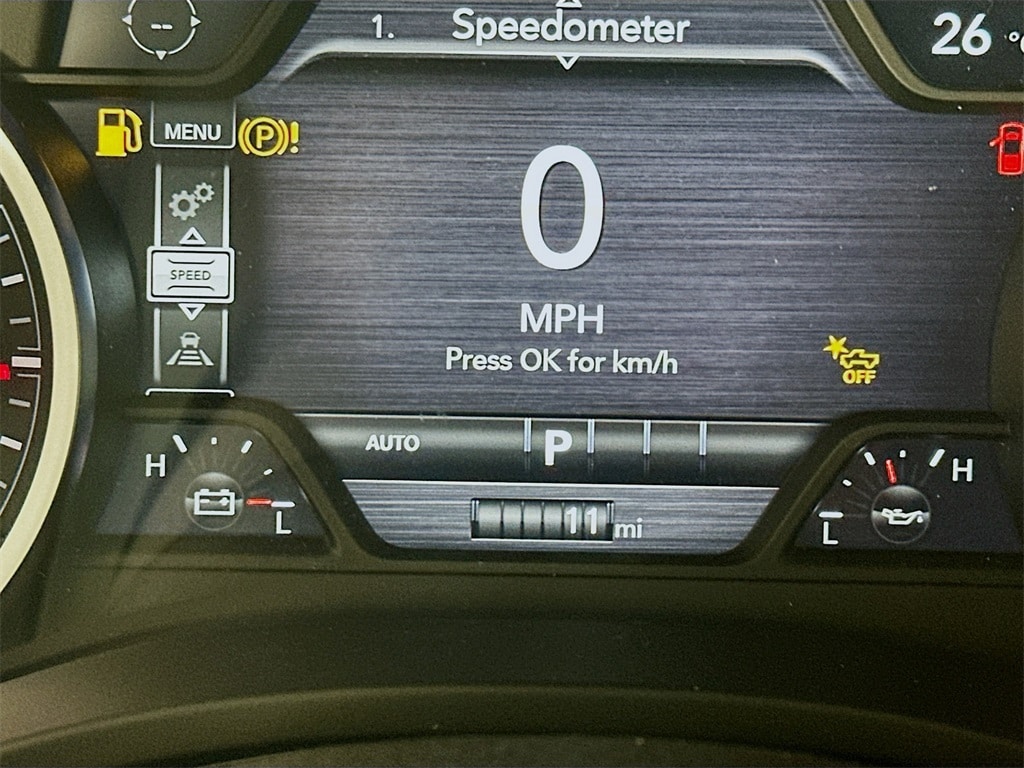 1. Speedometer
26 °
MENU
P !
0
SPEED
MPH
Press OK for km/h
OFF
AUTO
P
H
L
H
L
11 mi